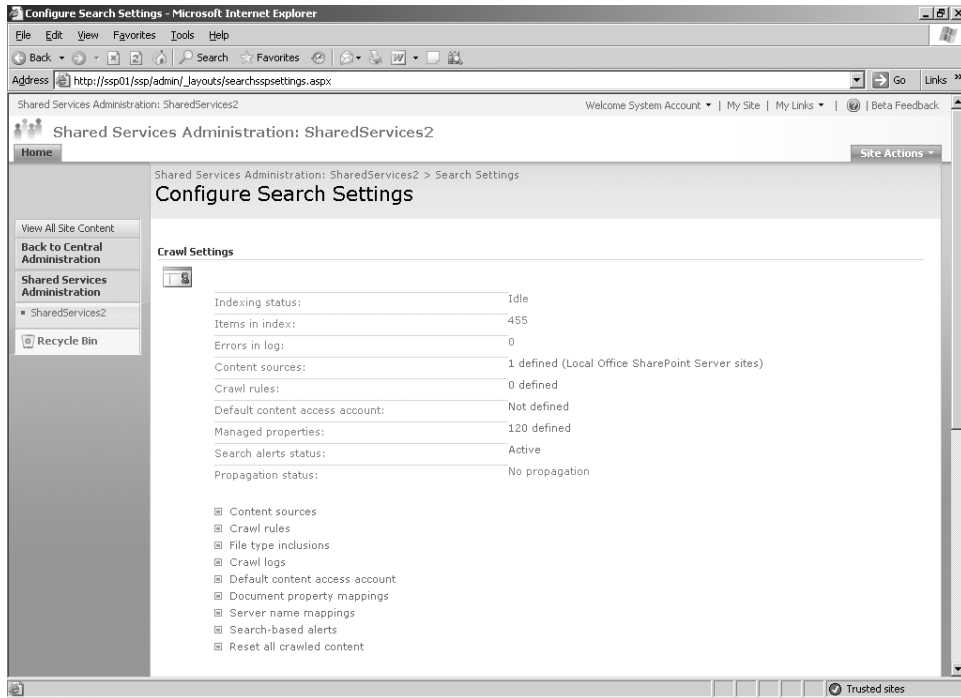 Configure Search Settings - Microsoft Internet Explorer
File Edit View Favorites Tools Help
Back Search Favorites
Address http://ssp01/ssp/admin/_layouts/searchsspsettings.aspx Go Links »
Shared Services Administration: SharedServices2 Welcome System Account | My Site | My Links | Beta Feedback
Shared Services Administration: SharedServices2
Home Site Actions
Shared Services Administration: SharedServices2 > Search Settings
Configure Search Settings
View All Site Content
Back to Central
Administration
Shared Services
Administration
SharedServices2
Recycle Bin
Crawl Settings
Indexing status: Idle
Items in index: 455
Errors in log: 0
Content sources: 1 defined (Local Office SharePoint Server sites)
Crawl rules: 0 defined
Default content access account: Not defined
Managed properties: 120 defined
Search alerts status: Active
Propagation status: No propagation
Content sources
Crawl rules
File type inclusions
Crawl logs
Default content access account
Document property mappings
Server name mappings
Search-based alerts
Reset all crawled content
Trusted sites